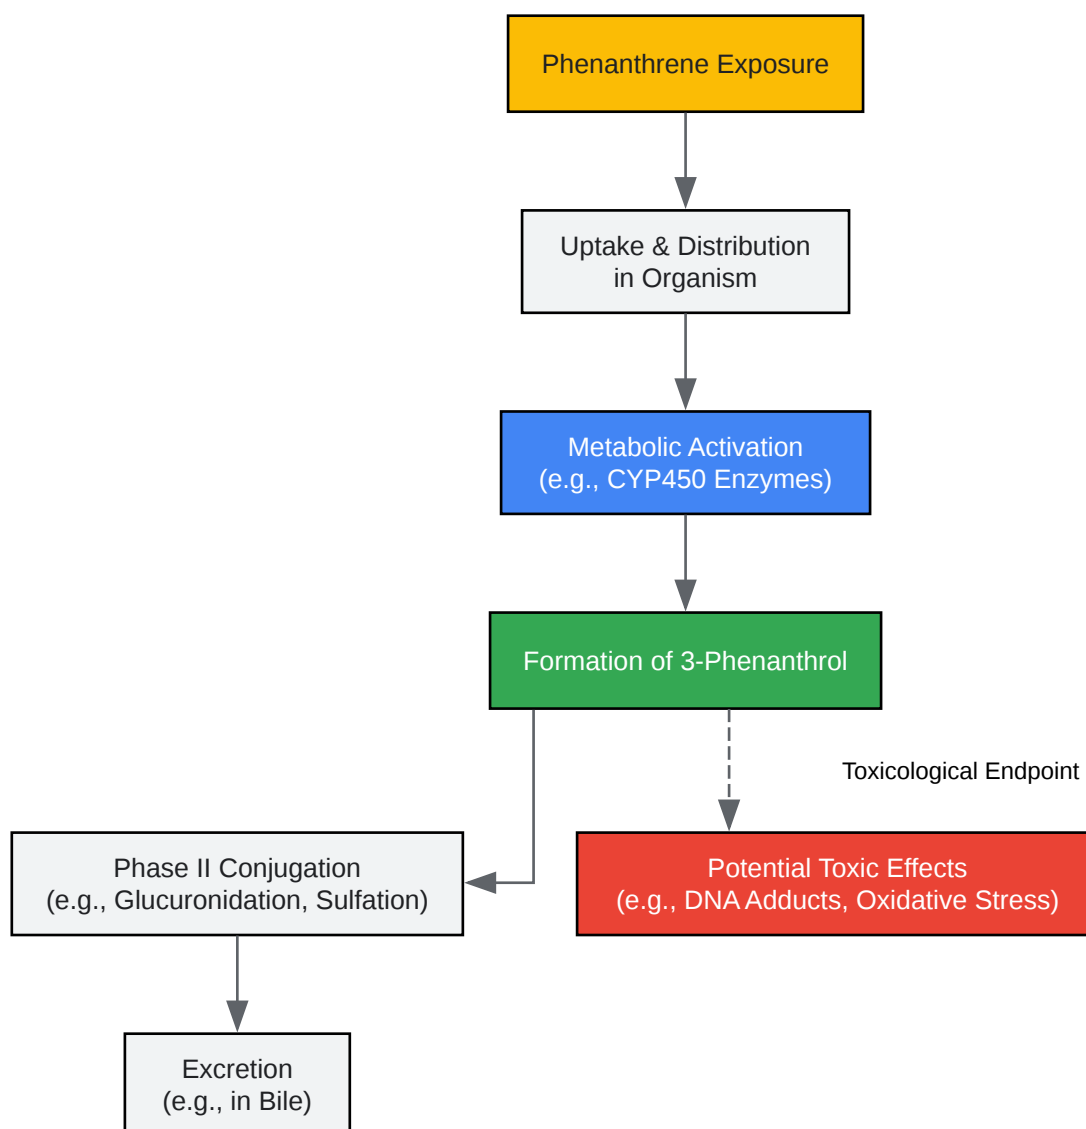 Phenanthrene Exposure
Uptake & Distribution
in Organism
Metabolic Activation
(e.g., CYP450 Enzymes)
Formation of 3-Phenanthrol
Toxicological Endpoint
Phase II Conjugation
(e.g., Glucuronidation, Sulfation)
Potential Toxic Effects
(e.g., DNA Adducts, Oxidative Stress)
Excretion
(e.g., in Bile)